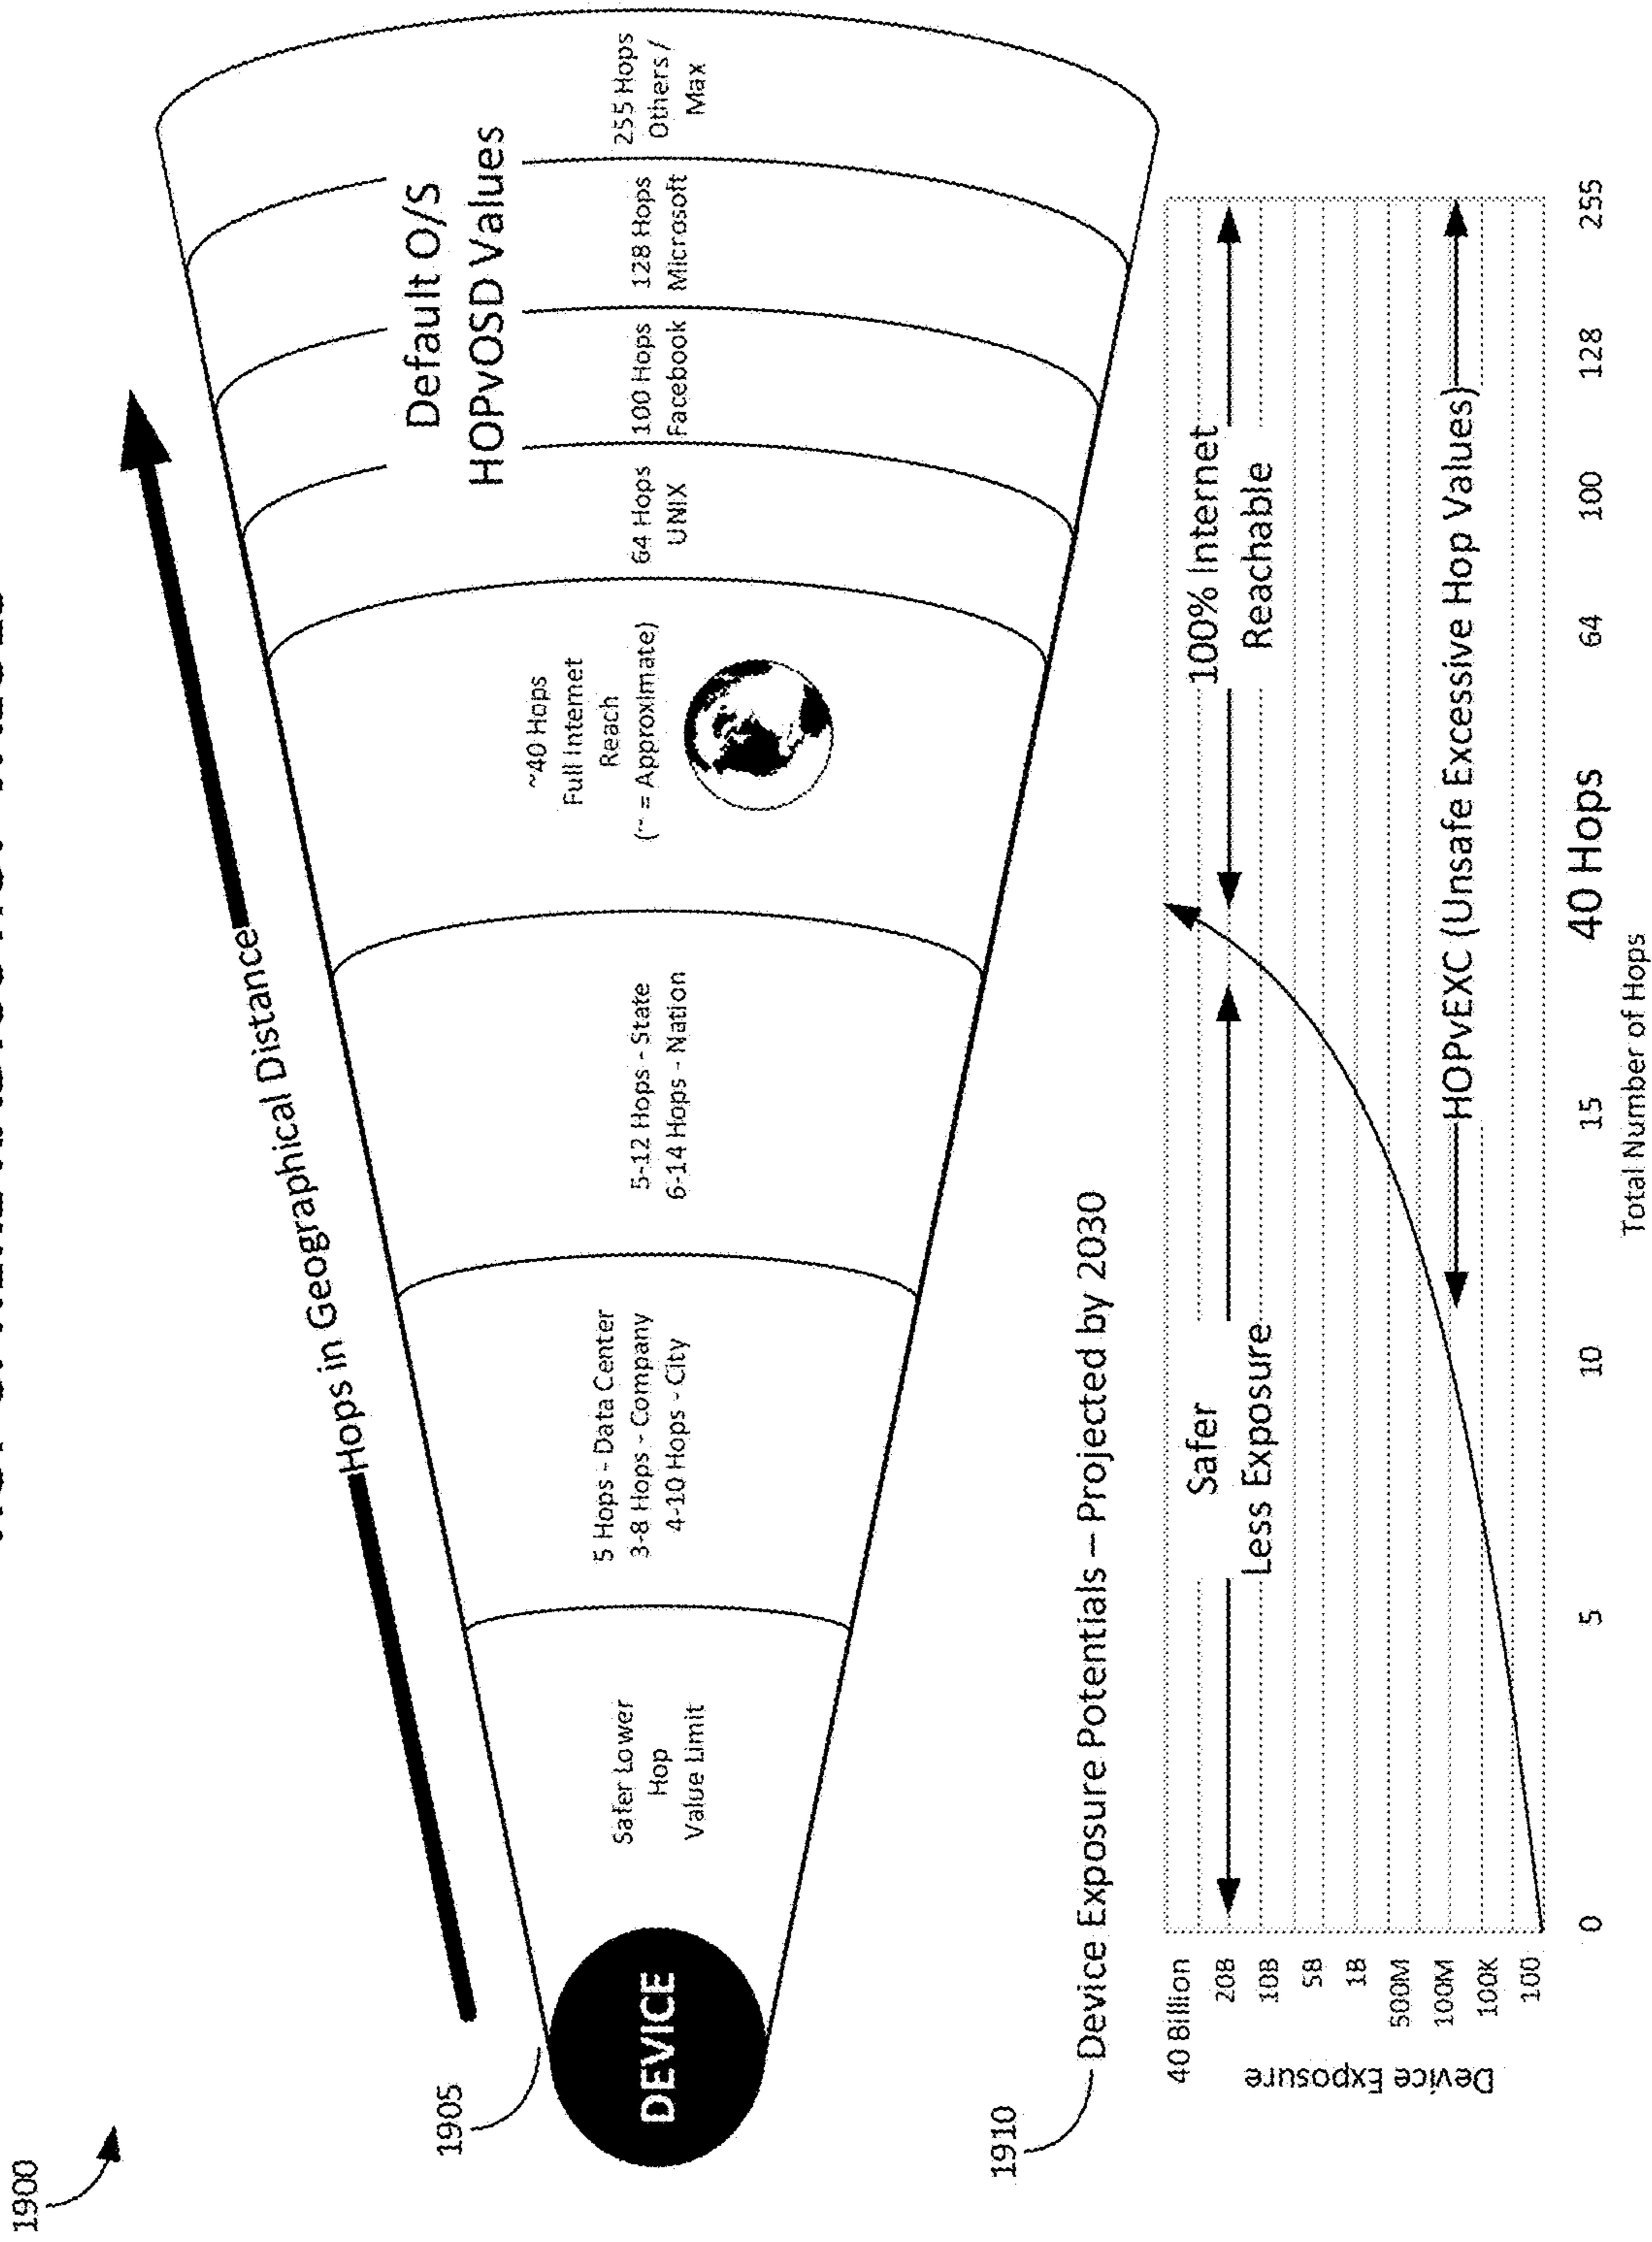 1900
Hops in Geographical Distance
1905
DEVICE
Safer Lower
Hop
Value Limit
5 Hops - Data Center
3-8 Hops - Company
4-10 Hops - City
5-12 Hops - State
6-14 Hops - Nation
~40 Hops
Full Internet
Reach
(~ = Approximate)
Default O/S
HOPvOSD Values
64 Hops
UNIX
100 Hops
Facebook
128 Hops
Microsoft
255 Hops
Others /
Max
1910
Device Exposure Potentials – Projected by 2030
Device Exposure
40 Billion
20B
10B
5B
1B
500M
100M
100K
100
Safer
Less Exposure
100% Internet
Reachable
HOPvEXC (Unsafe Excessive Hop Values)
0 5 10 15 40 Hops 64 100 128 255
Total Number of Hops